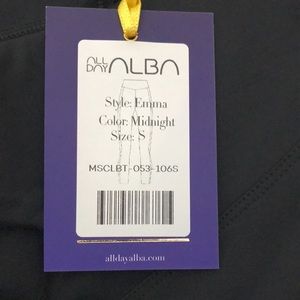 ALL
DAY ALBA
Style: Emma
Color: Midnight
Size: S
MSCLBT-053-106S
alldayalba.com